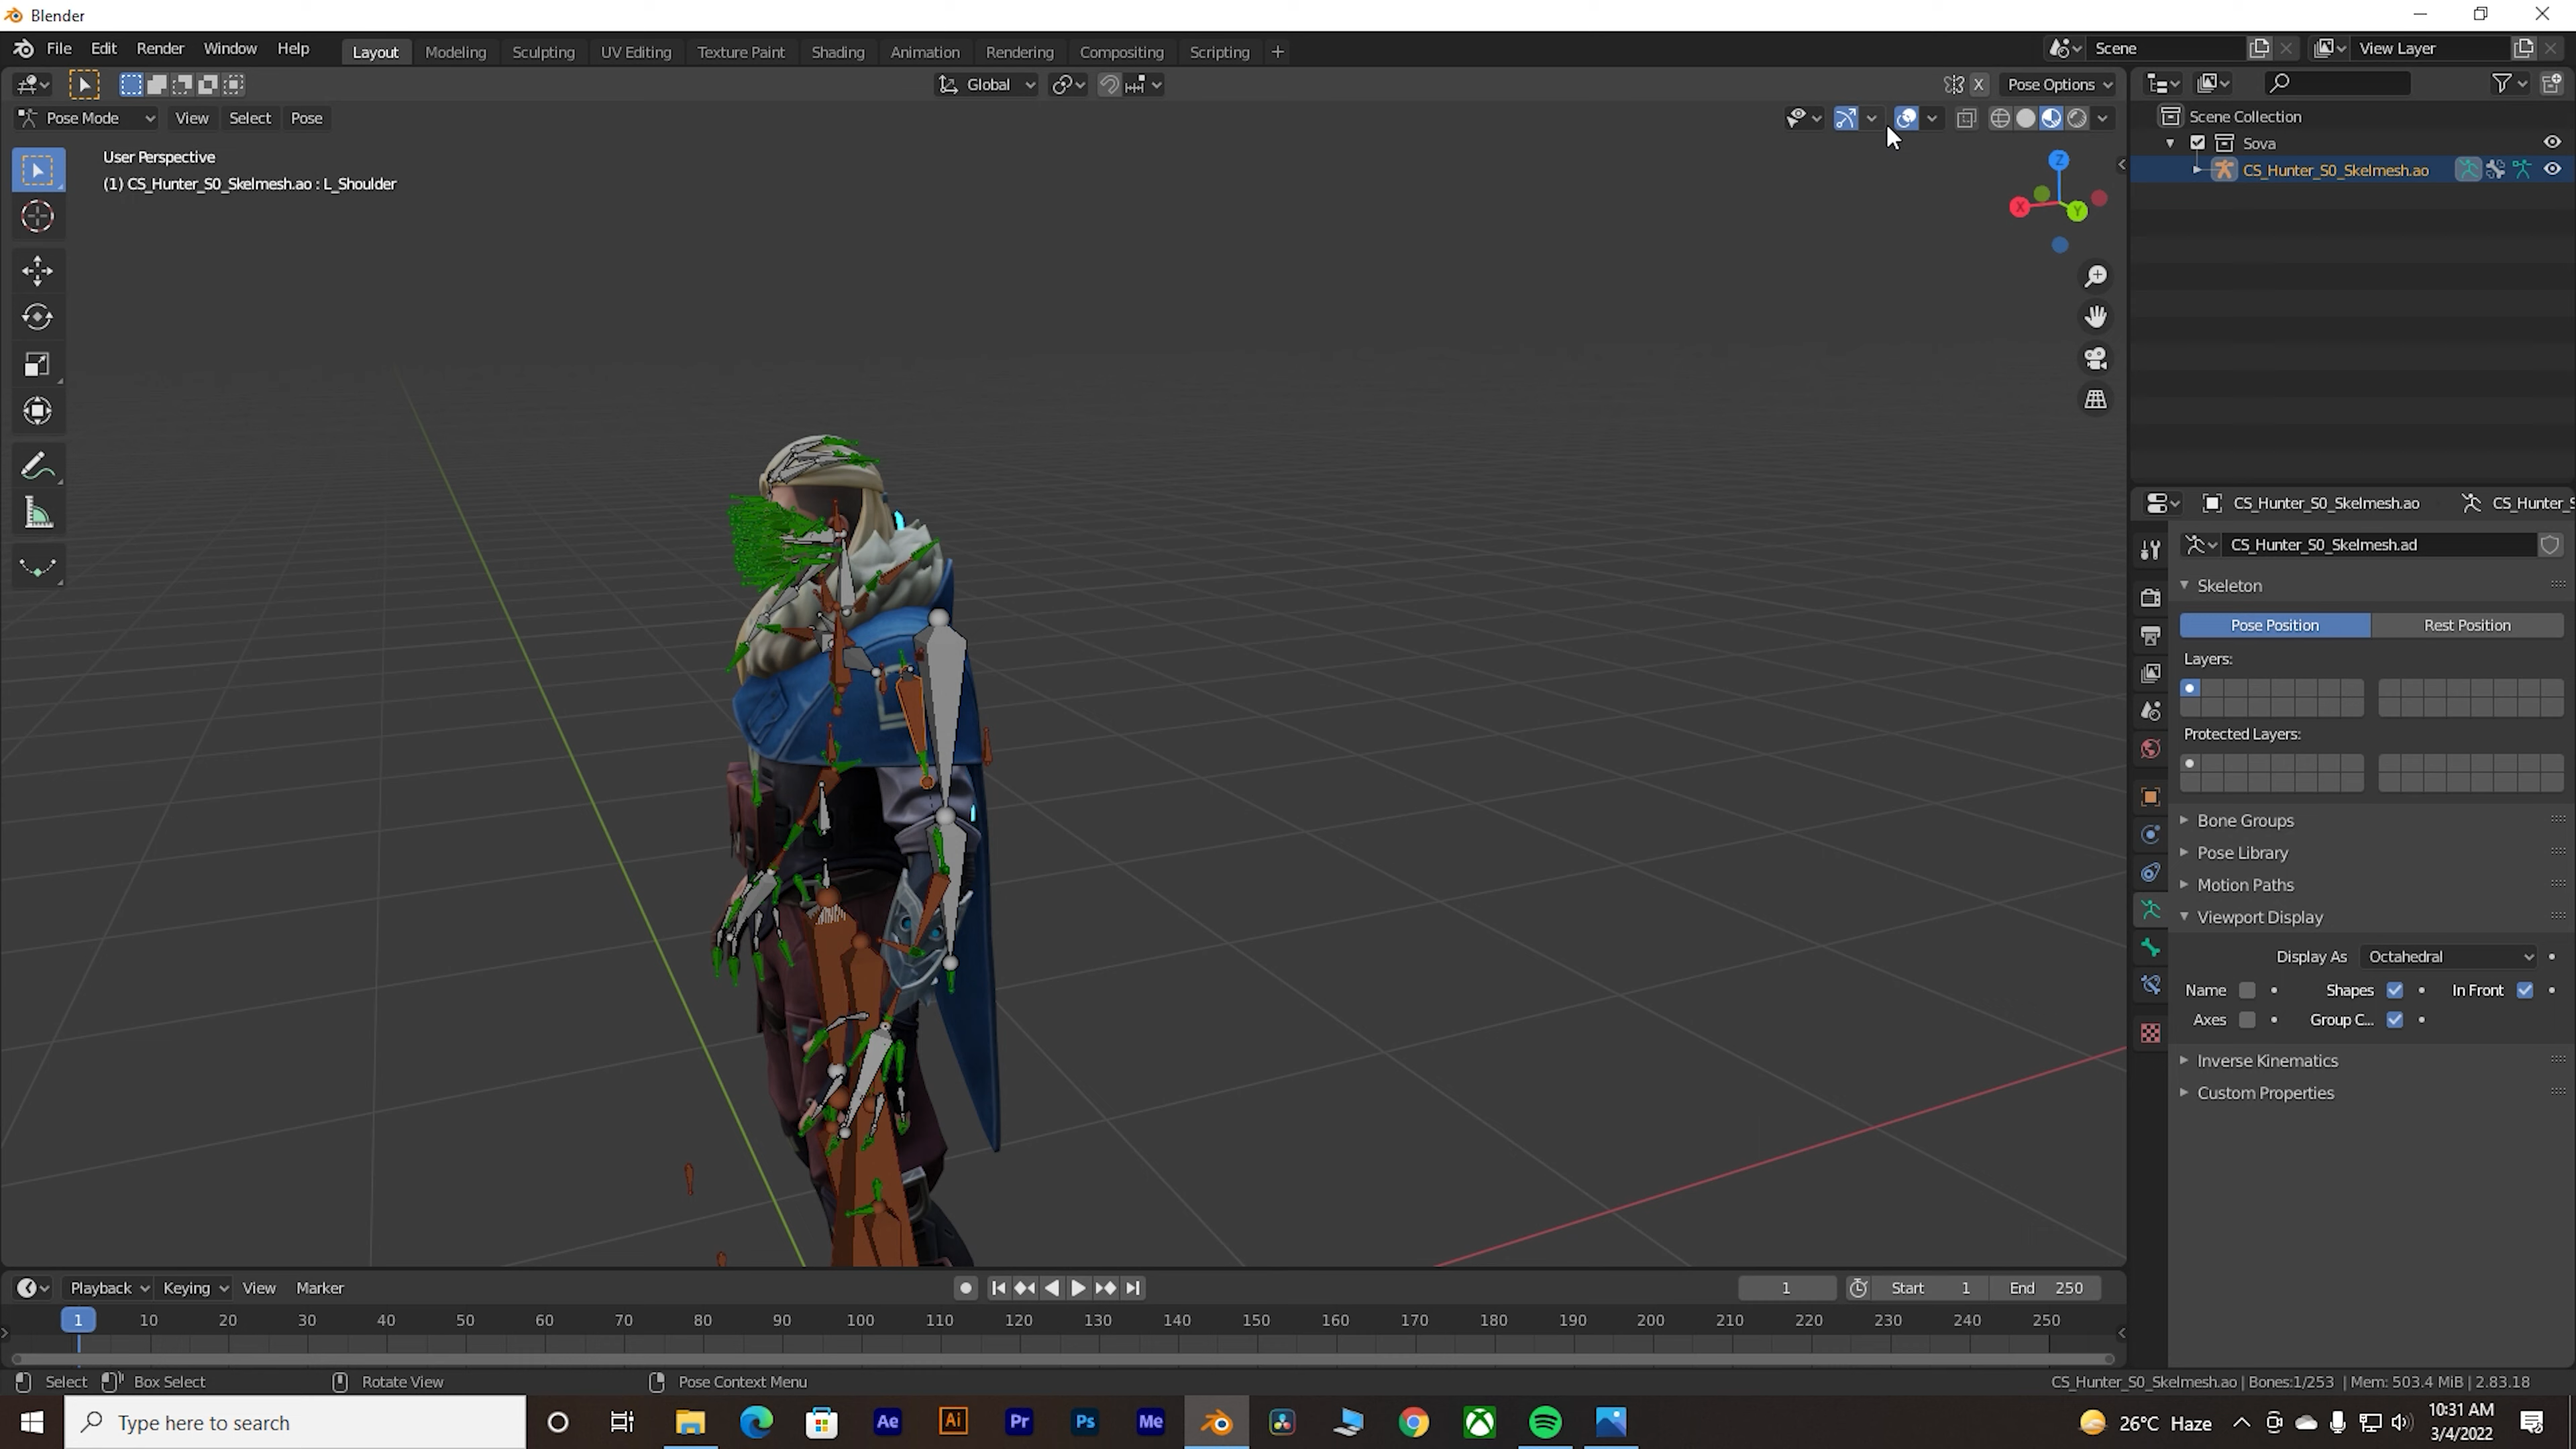 Blender
File Edit Render Window Help Layout Modeling Sculpting UV Editing Texture Paint Shading Animation Rendering Compositing Scripting + Scene View Layer
Global X Pose Options
Pose Mode View Select Pose
User Perspective
(1) CS_Hunter_S0_Skelmesh.ao : L_Shoulder
Z
X
Y
Scene Collection
Sova
CS_Hunter_S0_Skelmesh.ao
CS_Hunter_S0_Skelmesh.ao CS_Hunter_S
CS_Hunter_S0_Skelmesh.ad
Skeleton
Pose Position Rest Position
Layers:
Protected Layers:
Bone Groups
Pose Library
Motion Paths
Viewport Display
Display As Octahedral
Name Shapes In Front
Axes Group C...
Inverse Kinematics
Custom Properties
Playback Keying View Marker 1 Start 1 End 250
1 10 20 30 40 50 60 70 80 90 100 110 120 130 140 150 160 170 180 190 200 210 220 230 240 250
Select Box Select Rotate View Pose Context Menu CS_Hunter_S0_Skelmesh.ao | Bones:1/253 | Mem: 503.4 MiB | 2.83.18
Type here to search Ae Ai Pr Ps Me 26°C Haze 10:31 AM
3/4/2022